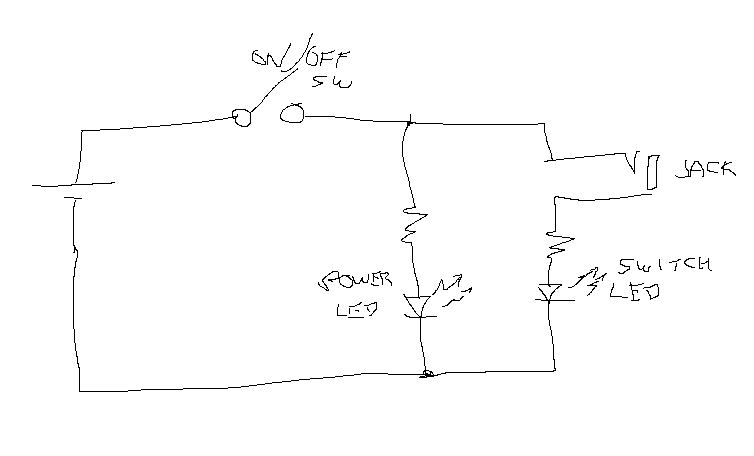 ON/OFF
SW
JACK
POWER
LED
SWITCH
LED